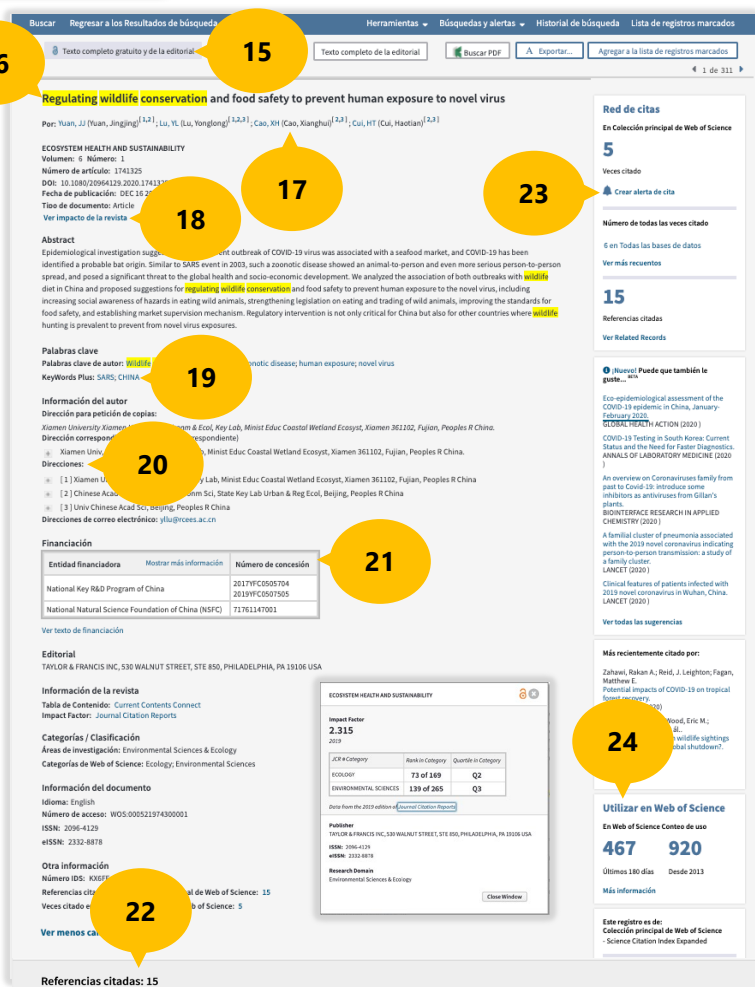 Buscar Regresar a los Resultados de búsqueda Herramientas Búsquedas y alertas Historial de búsqueda Lista de registros marcados
6
Texto completo gratuito y de la editorial
15
Texto completo de la editorial
Buscar PDF
Exportar...
Agregar a la lista de registros marcados
1 de 311
Regulating wildlife conservation and food safety to prevent human exposure to novel virus
Por: Yuan, JJ (Yuan, Jingjing)[ 1,2 ] ; Lu, YL (Lu, Yonglong)[ 1,2,3 ] ; Cao, XH (Cao, Xianghui)[ 2,3 ] ; Cui, HT (Cui, Haotian)[ 2,3 ]
17
ECOSYSTEM HEALTH AND SUSTAINABILITY
Volumen: 6 Número: 1
Número de artículo: 1741325
DOI: 10.1080/20964129.2020.17413
Fecha de publicación: DEC 16 20
Tipo de documento: Article
Ver impacto de la revista
18
Abstract
Epidemiological investigation sugge ent outbreak of COVID-19 virus was associated with a seafood market, and COVID-19 has been
identified a probable bat origin. Similar to SARS event in 2003, such a zoonotic disease showed an animal-to-person and even more serious person-to-person
spread, and posed a significant threat to the global health and socio-economic development. We analyzed the association of both outbreaks with wildlife
diet in China and proposed suggestions for regulating wildlife conservation and food safety to prevent human exposure to the novel virus, including
increasing social awareness of hazards in eating wild animals, strengthening legislation on eating and trading of wild animals, improving the standards for
food safety, and establishing market supervision mechanism. Regulatory intervention is not only critical for China but also for other countries where wildlife
hunting is prevalent to prevent from novel virus exposures.
Palabras clave
Palabras clave de autor: Wildlife onotic disease; human exposure; novel virus
KeyWords Plus: SARS; CHINA
19
Información del autor
Dirección para petición de copias:
Xiamen University Xiamen nm & Ecol, Key Lab, Minist Educ Coastal Wetland Ecosyst, Xiamen 361102, Fujian, Peoples R China.
Dirección correspond respondiente)
Xiamen Univ, , Minist Educ Coastal Wetland Ecosyst, Xiamen 361102, Fujian, Peoples R China.
Direcciones:
20
[ 1 ] Xiamen U y Lab, Minist Educ Coastal Wetland Ecosyst, Xiamen 361102, Fujian, Peoples R China
[ 2 ] Chinese Acad onm Sci, State Key Lab Urban & Reg Ecol, Beijing, Peoples R China
[ 3 ] Univ Chinese Acad Sci, Beijing, Peoples R China
Direcciones de correo electrónico: yllu@rcees.ac.cn
Financiación
Entidad financiadora Mostrar más información Número de concesión
National Key R&D Program of China 2017YFC0505704
2019YFC0507505
National Natural Science Foundation of China (NSFC) 71761147001
21
Ver texto de financiación
Editorial
TAYLOR & FRANCIS INC, 530 WALNUT STREET, STE 850, PHILADELPHIA, PA 19106 USA
Información de la revista
Tabla de Contenido: Current Contents Connect
Impact Factor: Journal Citation Reports
Categorías / Clasificación
Áreas de investigación: Environmental Sciences & Ecology
Categorías de Web of Science: Ecology; Environmental Sciences
Información del documento
Idioma: English
Número de acceso: WOS:000521974300001
ISSN: 2096-4129
eISSN: 2332-8878
Otra información
Número IDS: KX6FF
Referencias cita al de Web of Science: 15
Veces citado e b of Science: 5
22
Ver menos ca
Referencias citadas: 15
ECOSYSTEM HEALTH AND SUSTAINABILITY
Impact Factor
2.315
2019
JCR ® Category Rank in Category Quartile in Category
ECOLOGY 73 of 169 Q2
ENVIRONMENTAL SCIENCES 139 of 265 Q3
Data from the 2019 edition of Journal Citation Reports
Publisher
TAYLOR & FRANCIS INC, 530 WALNUT STREET, STE 850, PHILADELPHIA, PA 19106 USA
ISSN: 2096-4129
eISSN: 2332-8878
Research Domain
Environmental Sciences & Ecology
Close Window
Red de citas
En Colección principal de Web of Science
5
Veces citado
23
Crear alerta de cita
Número de todas las veces citado
6 en Todas las bases de datos
Ver más recuentos
15
Referencias citadas
Ver Related Records
¡Nuevo! Puede que también le
guste... BETA
Eco-epidemiological assessment of the
COVID-19 epidemic in China, January-
February 2020.
GLOBAL HEALTH ACTION (2020 )
COVID-19 Testing in South Korea: Current
Status and the Need for Faster Diagnostics.
ANNALS OF LABORATORY MEDICINE (2020
)
An overview on Coronaviruses family from
past to Covid-19: introduce some
inhibitors as antiviruses from Gillan's
plants.
BIOINTERFACE RESEARCH IN APPLIED
CHEMISTRY (2020 )
A familial cluster of pneumonia associated
with the 2019 novel coronavirus indicating
person-to-person transmission: a study of
a family cluster.
LANCET (2020 )
Clinical features of patients infected with
2019 novel coronavirus in Wuhan, China.
LANCET (2020 )
Ver todas las sugerencias
Más recientemente citado por:
Zahawi, Rakan A.; Reid, J. Leighton; Fagan,
Matthew E.
Potential impacts of COVID-19 on tropical
forest recovery.
020)
Wood, Eric M.;
ál..
n wildlife sightings
obal shutdown?.
24
Utilizar en Web of Science
En Web of Science Conteo de uso
467 920
Últimos 180 días Desde 2013
Más información
Este registro es de:
Colección principal de Web of Science
- Science Citation Index Expanded